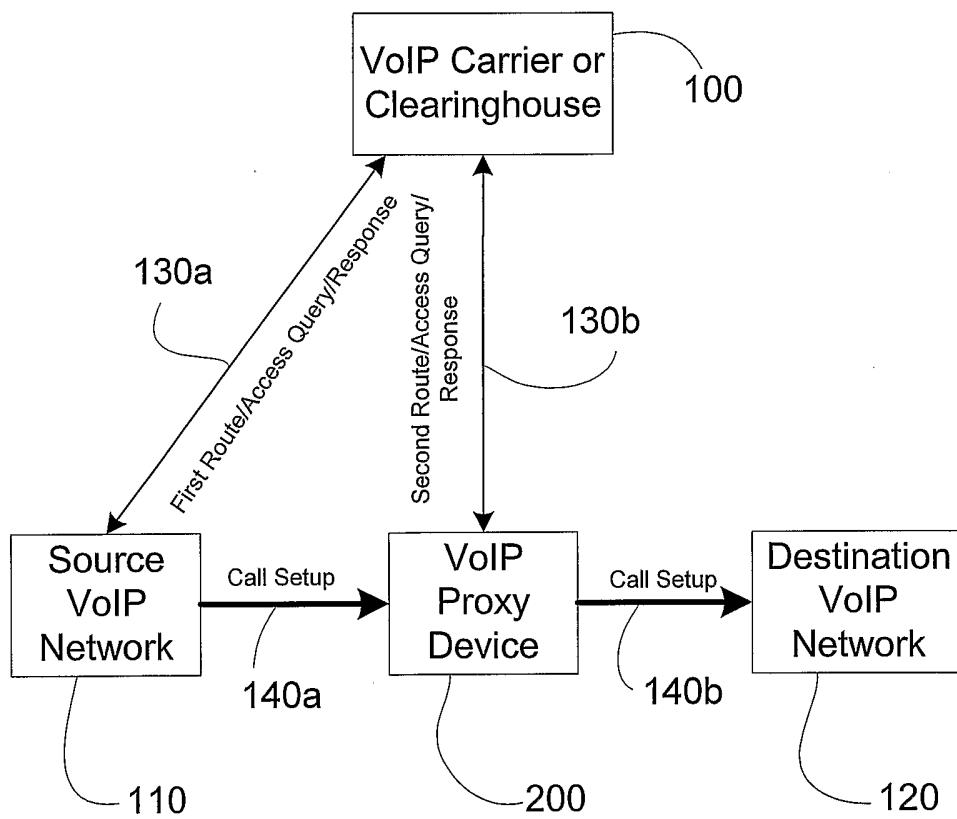 VoIP Carrier or
Clearinghouse
100
130a
First Route/Access Query/Response
Second Route/Access Query/
Response
130b
Source
VoIP
Network
Call Setup
VoIP
Proxy
Device
Call Setup
Destination
VoIP
Network
140a
140b
110
200
120